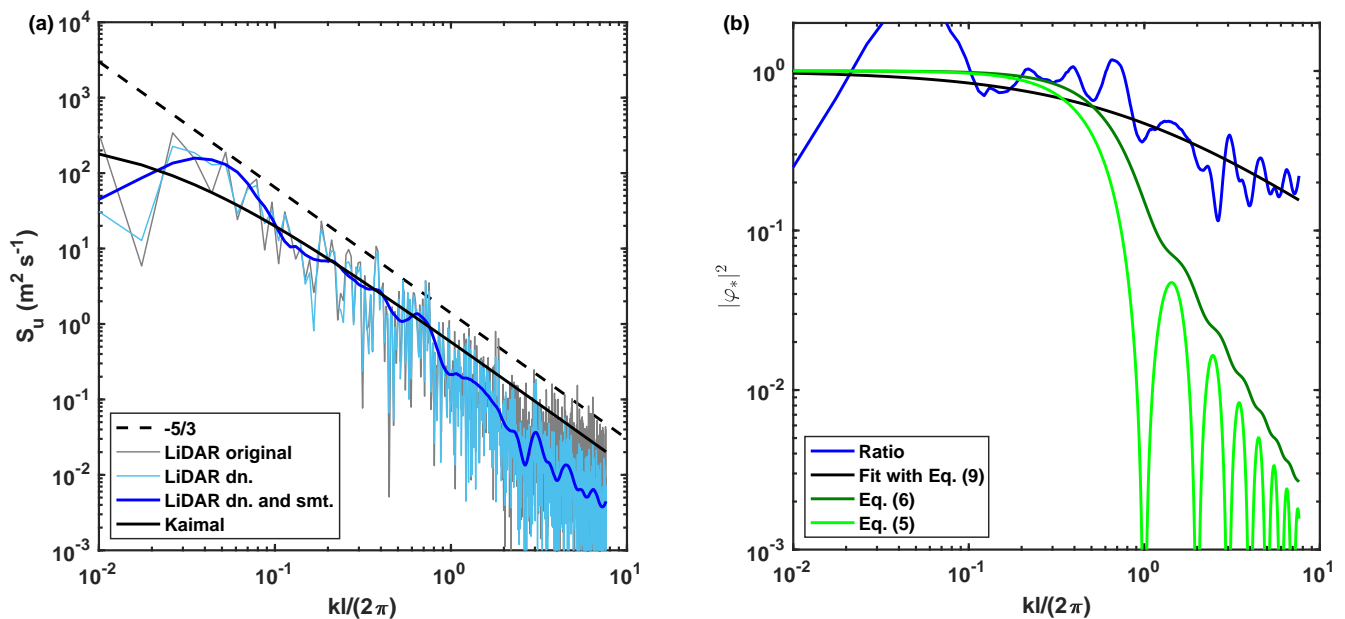 (a)
10^4
10^3
10^2
10^1
10^0
10^-1
10^-2
10^-3
S_u (m^2 s^-1)
-5/3
LiDAR original
LiDAR dn.
LiDAR dn. and smt.
Kaimal
10^-2
10^-1
10^0
10^1
kl/(2π)
(b)
10^0
10^-1
10^-2
10^-3
|φ_*|^2
Ratio
Fit with Eq. (9)
Eq. (6)
Eq. (5)
10^-2
10^-1
10^0
10^1
kl/(2π)